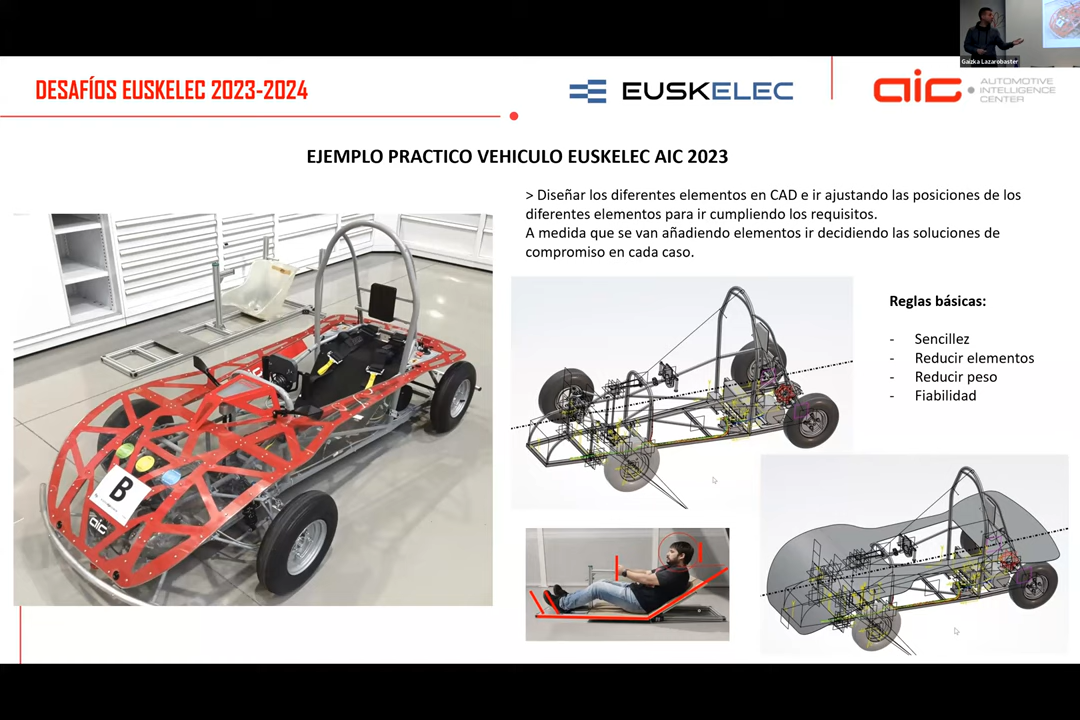 Gaizka Lazarobaster
DESAFÍOS EUSKELEC 2023-2024
EUSKELEC
aic
AUTOMOTIVE
INTELLIGENCE
CENTER
EJEMPLO PRACTICO VEHICULO EUSKELEC AIC 2023
> Diseñar los diferentes elementos en CAD e ir ajustando las posiciones de los
diferentes elementos para ir cumpliendo los requisitos.
A medida que se van añadiendo elementos ir decidiendo las soluciones de
compromiso en cada caso.
Reglas básicas:
- Sencillez
- Reducir elementos
- Reducir peso
- Fiabilidad
B
aic